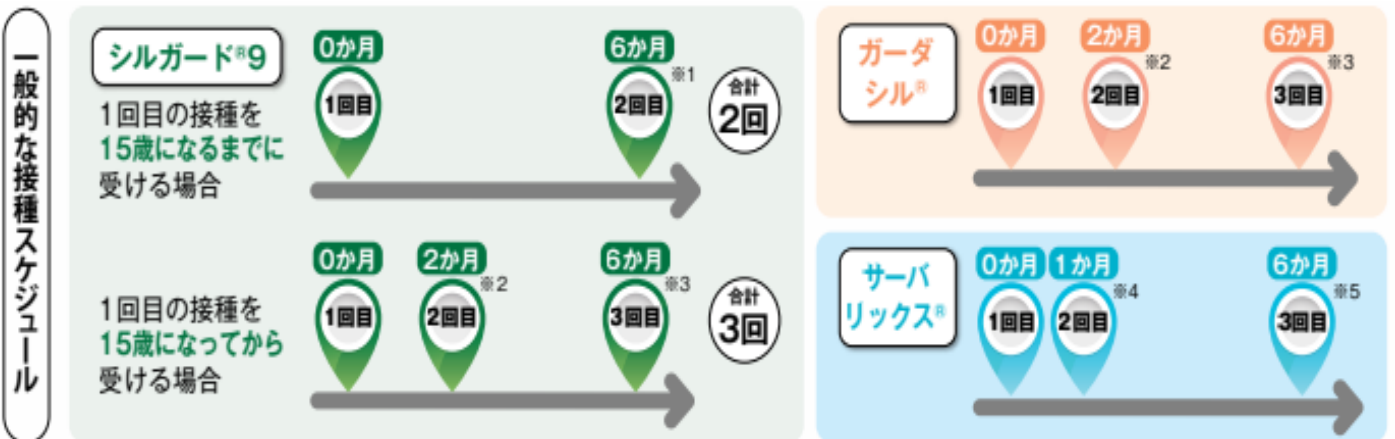 一般的な接種スケジュール
シルガード®9
1回目の接種を
15歳になるまでに
受ける場合
0か月
1回目
6か月
※1
2回目
合計
2回
1回目の接種を
15歳になってから
受ける場合
0か月
1回目
2か月
※2
2回目
6か月
※3
3回目
合計
3回
ガーダ
シル®
0か月
1回目
2か月
※2
2回目
6か月
※3
3回目
サーバ
リックス®
0か月
1回目
1か月
※4
2回目
6か月
※5
3回目